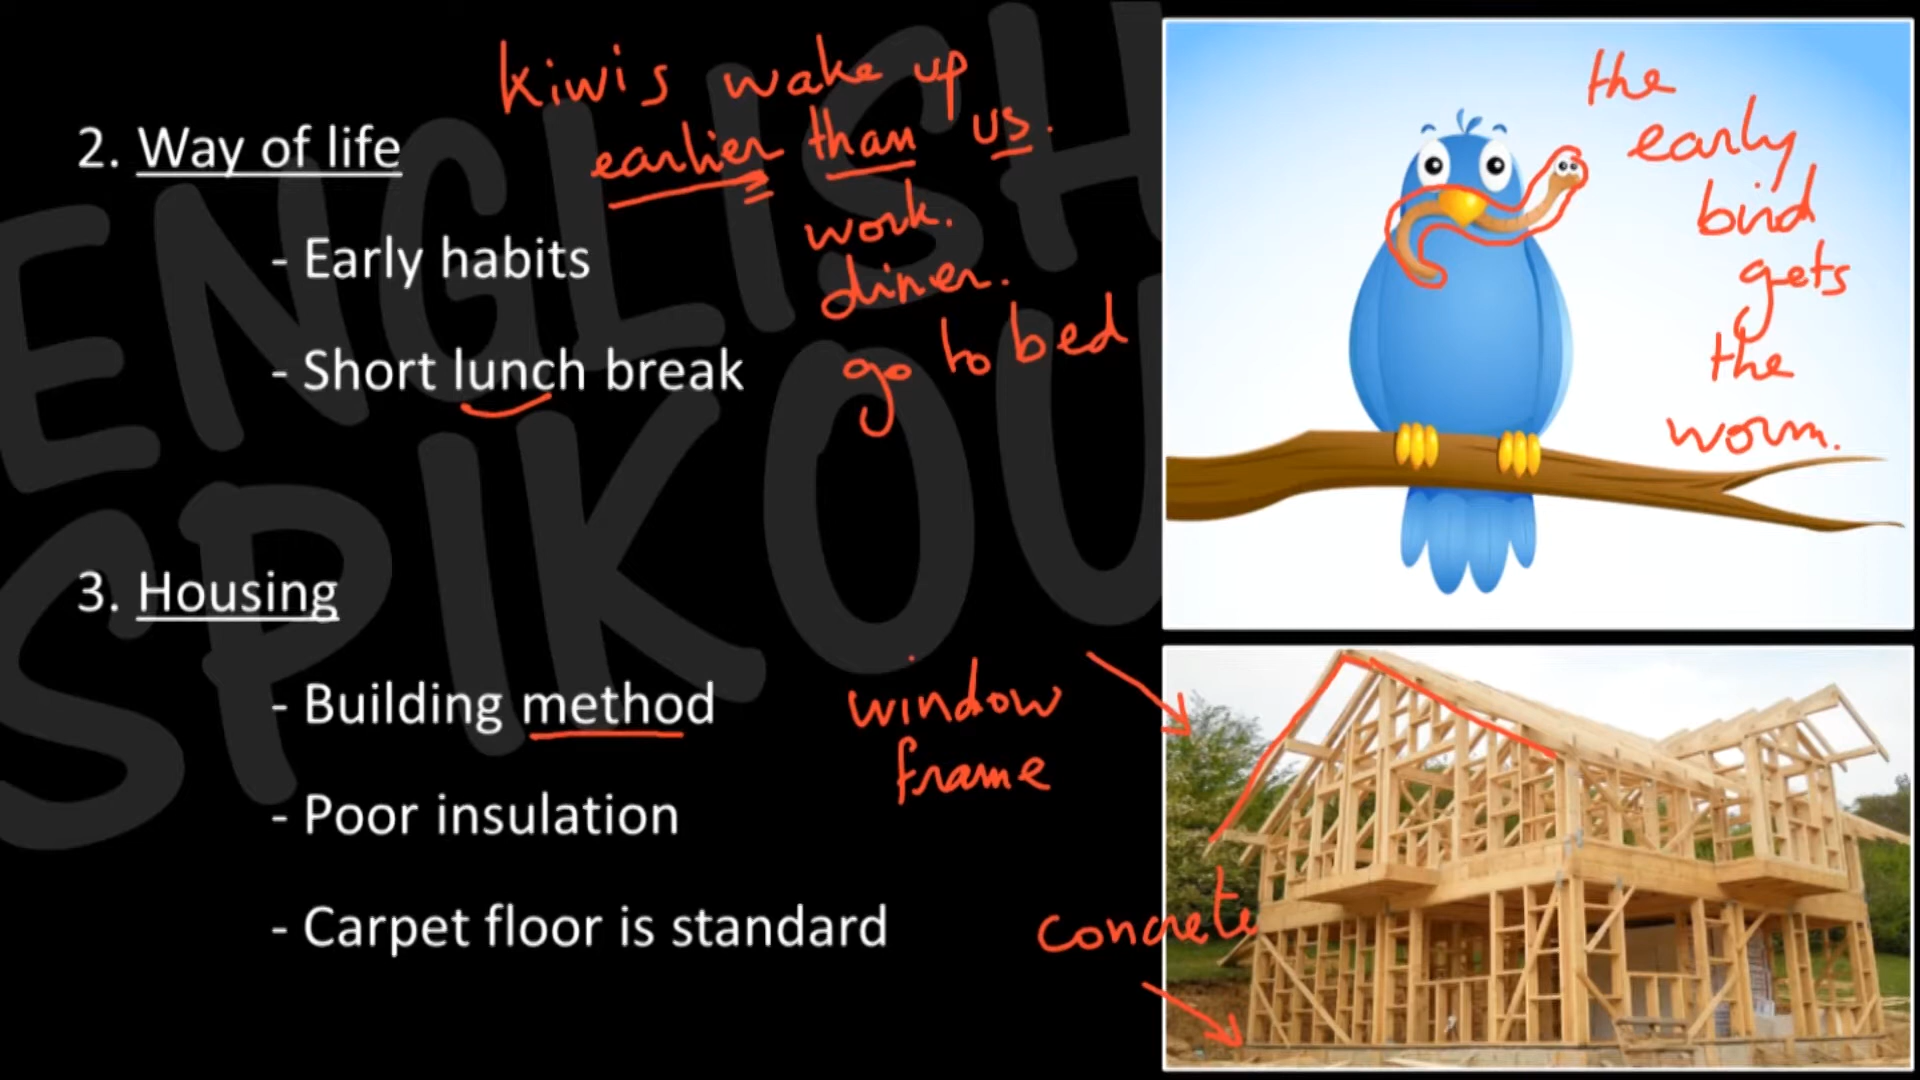 ENGLISH
SPIKOU
2. Way of life
- Early habits
- Short lunch break
kiwis wake up
earlier than us.
work.
diner.
go to bed
the
early
bird
gets
the
worm.
3. Housing
- Building method
- Poor insulation
- Carpet floor is standard
window
frame
concrete